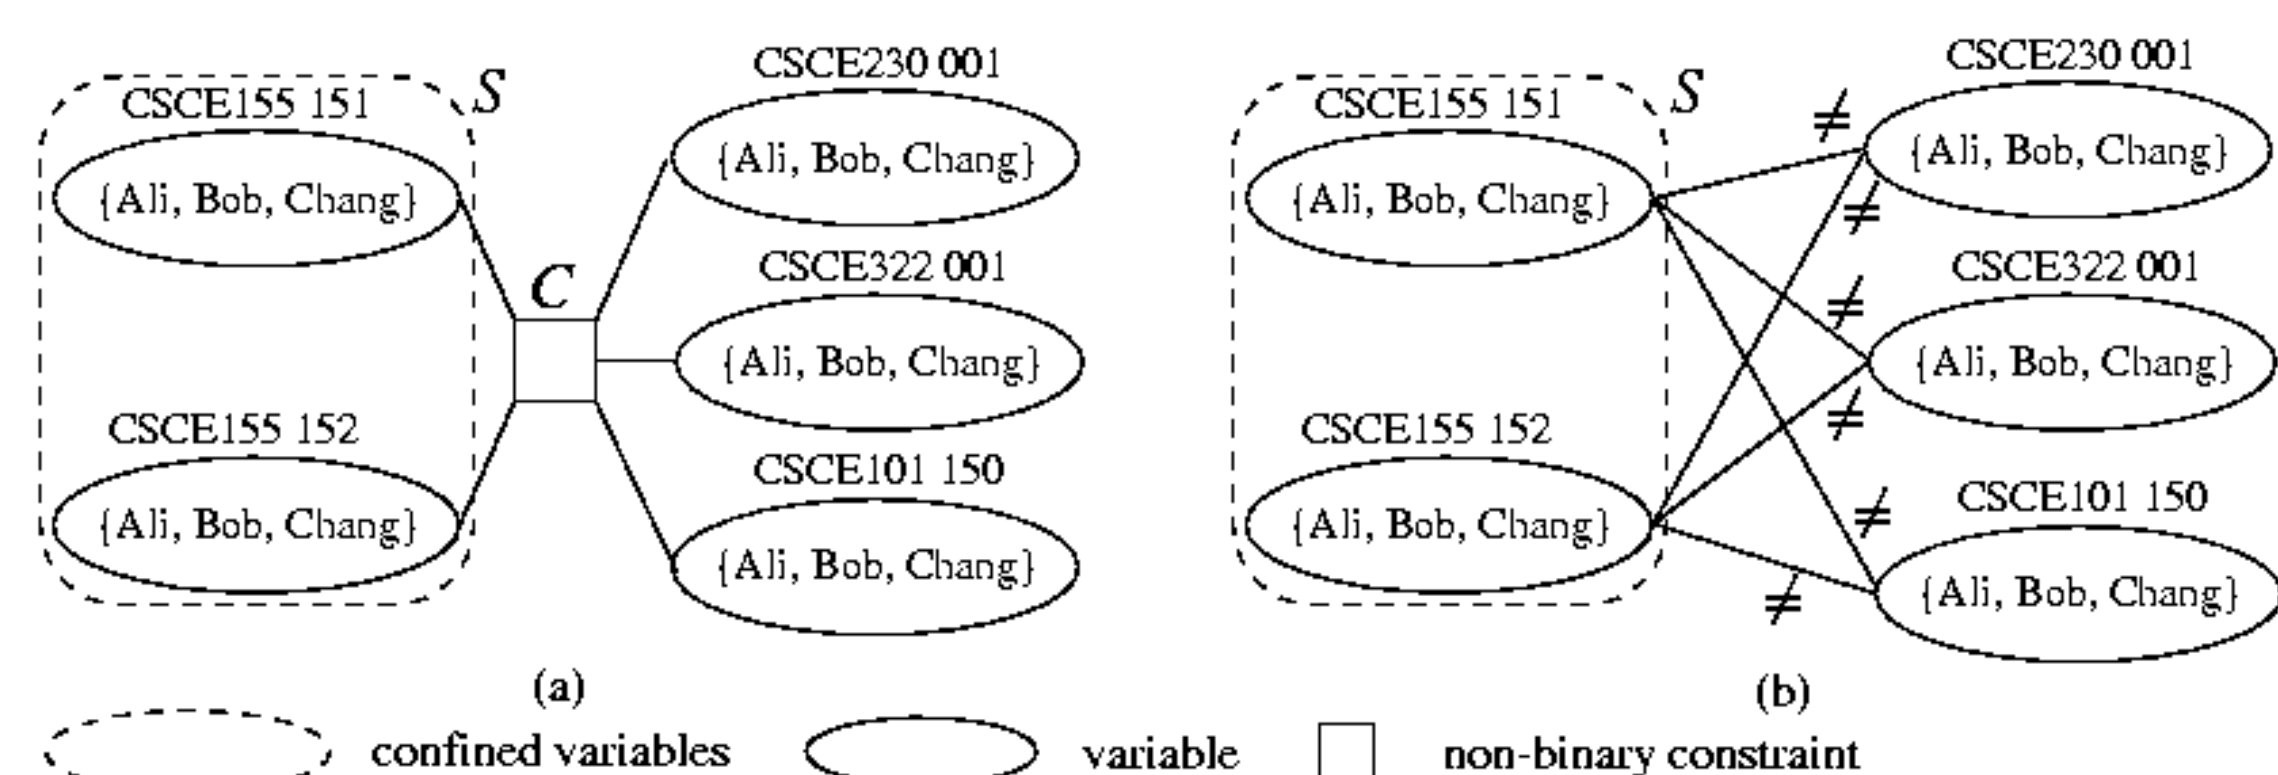 CSCE155 151
S
{Ali, Bob, Chang}
CSCE155 152
{Ali, Bob, Chang}
C
CSCE230 001
{Ali, Bob, Chang}
CSCE322 001
{Ali, Bob, Chang}
CSCE101 150
{Ali, Bob, Chang}
(a)
CSCE155 151
S
{Ali, Bob, Chang}
CSCE155 152
{Ali, Bob, Chang}
≠
≠
≠
≠
≠
≠
CSCE230 001
{Ali, Bob, Chang}
CSCE322 001
{Ali, Bob, Chang}
CSCE101 150
{Ali, Bob, Chang}
(b)
confined variables
variable
non-binary constraint